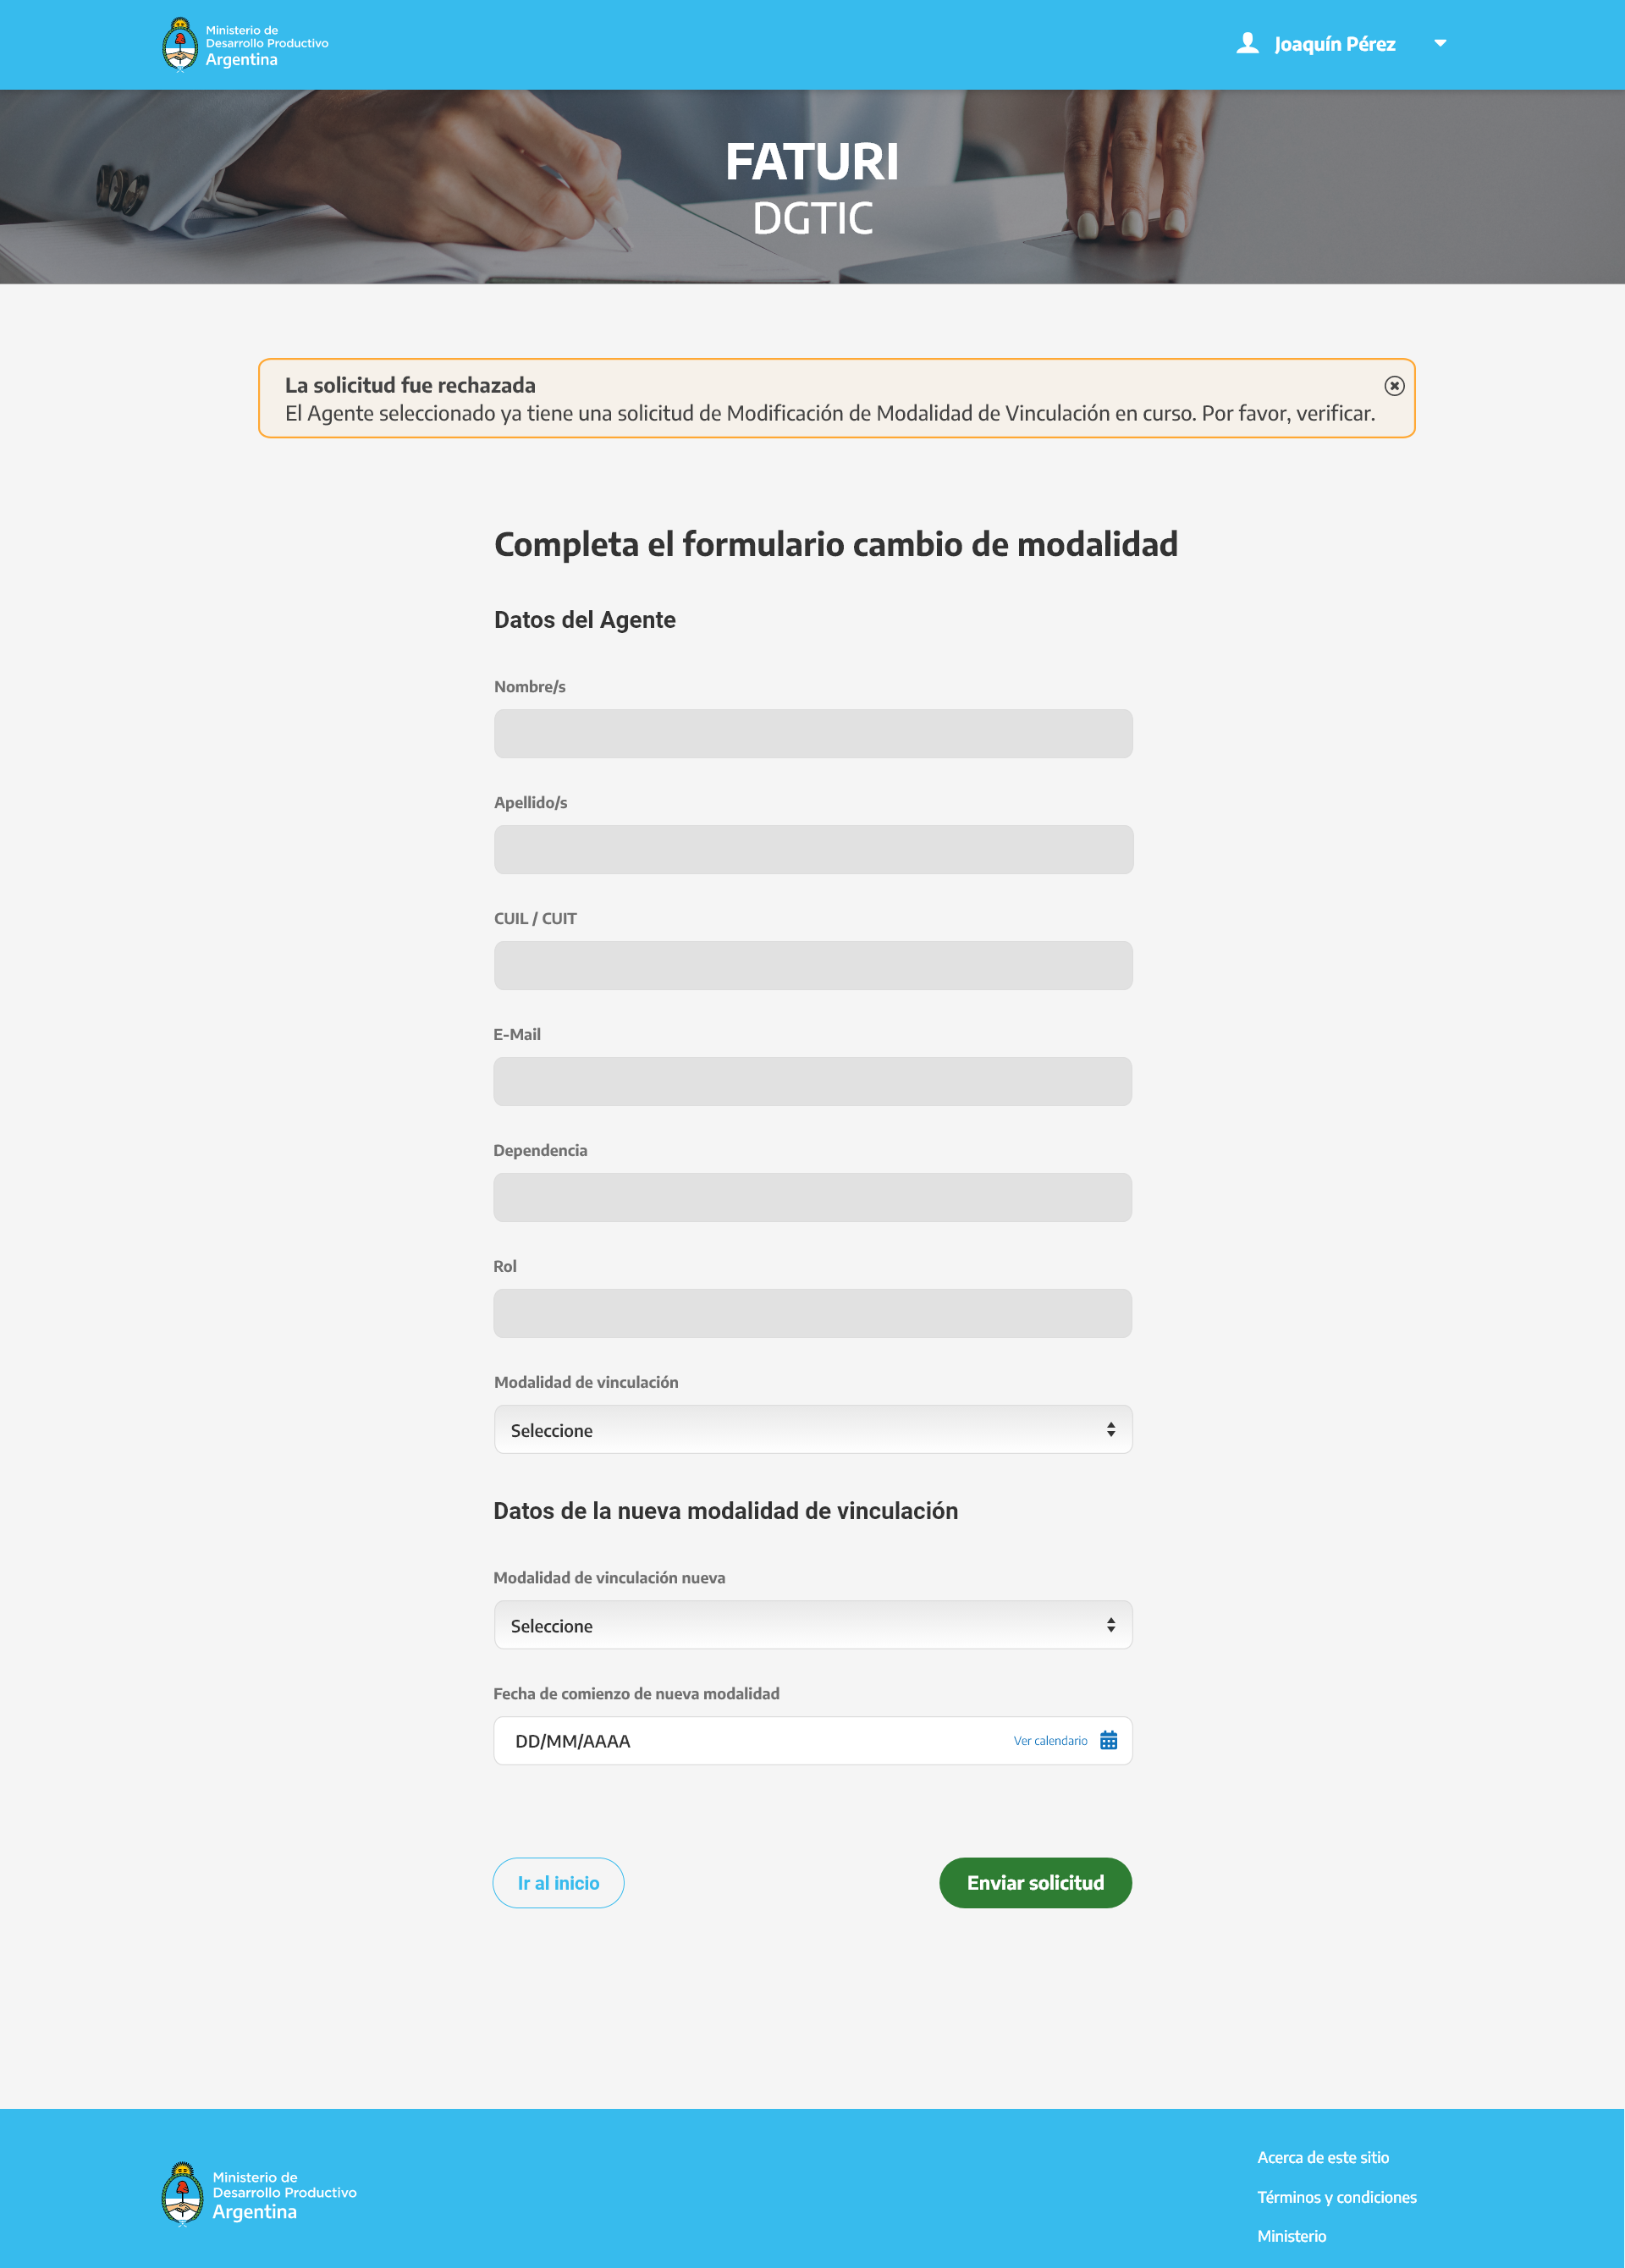 Ministerio de
Desarrollo Productivo
Argentina
Joaquín Pérez
FATURI
DGTIC
La solicitud fue rechazada
El Agente seleccionado ya tiene una solicitud de Modificación de Modalidad de Vinculación en curso. Por favor, verificar.
Completa el formulario cambio de modalidad
Datos del Agente
Nombre/s
Apellido/s
CUIL / CUIT
E-Mail
Dependencia
Rol
Modalidad de vinculación
Seleccione
Datos de la nueva modalidad de vinculación
Modalidad de vinculación nueva
Seleccione
Fecha de comienzo de nueva modalidad
DD/MM/AAAA Ver calendario
Ir al inicio Enviar solicitud
Ministerio de
Desarrollo Productivo
Argentina
Acerca de este sitio
Términos y condiciones
Ministerio